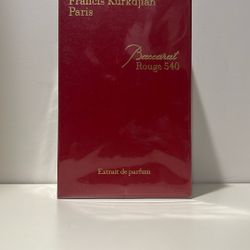 Francis Kurkdjian
Paris
Baccarat
Rouge 540
Extrait de parfum